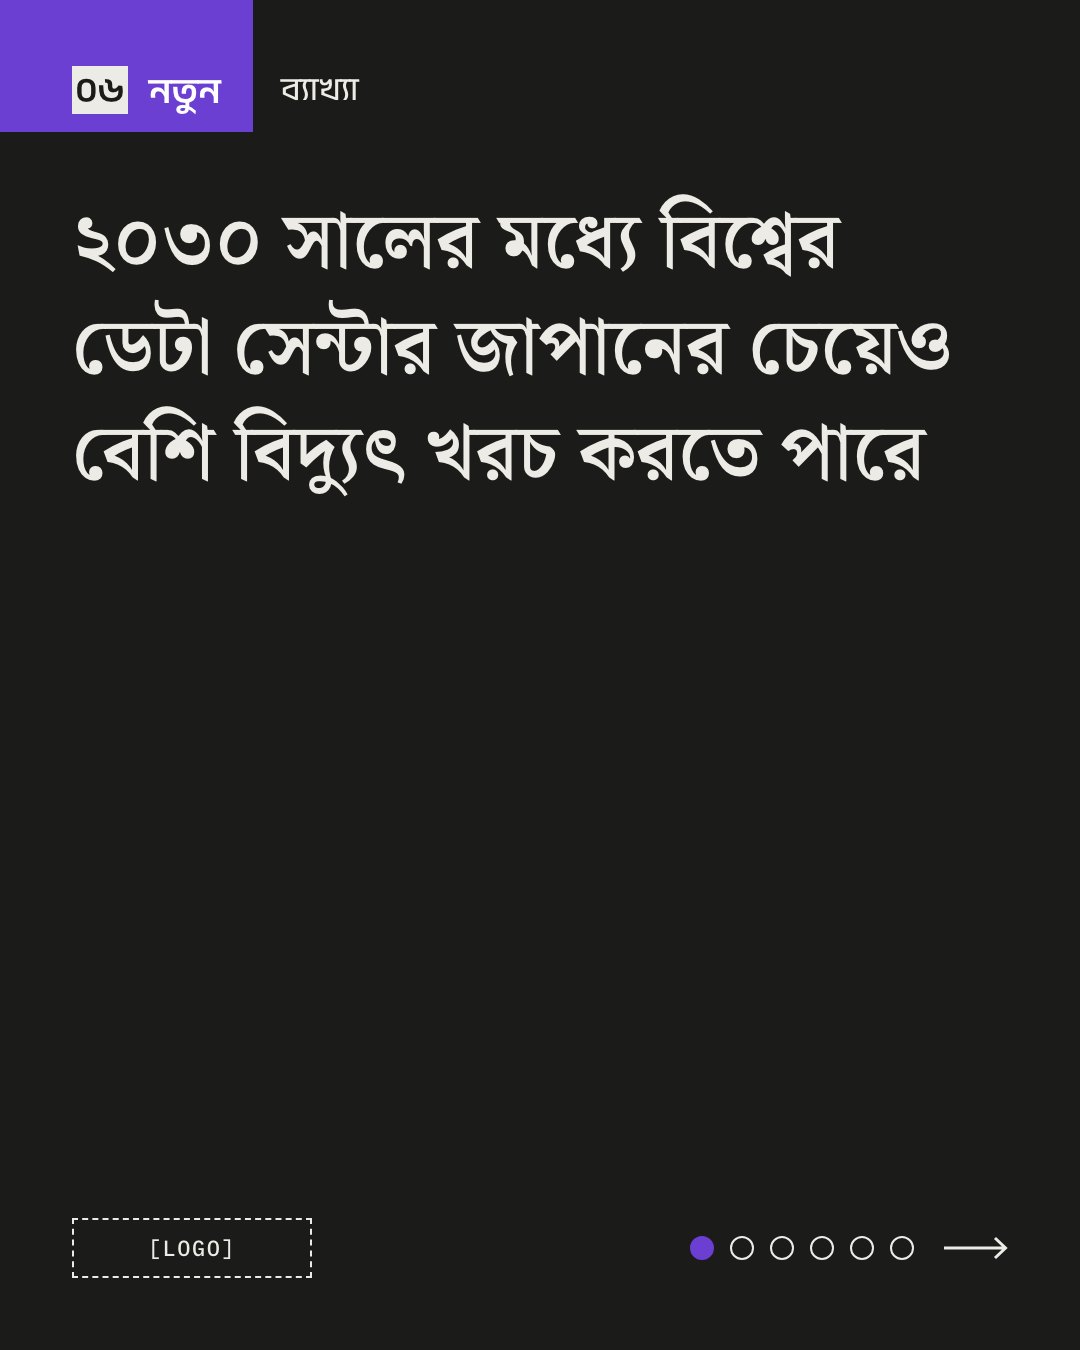 ০৬ নতুন ব্যাখ্যা
২০৩০ সালের মধ্যে বিশ্বের
ডেটা সেন্টার জাপানের চেয়েও
বেশি বিদ্যুৎ খরচ করতে পারে
[LOGO]